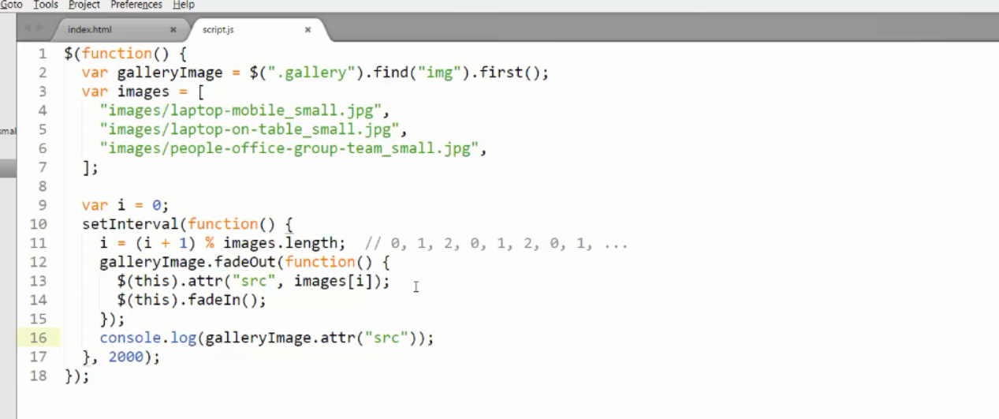 Goto Tools Project Preferences Help
index.html × script.js ×
smal
1 $(function() {
2 var galleryImage = $(".gallery").find("img").first();
3 var images = [
4 "images/laptop-mobile_small.jpg",
5 "images/laptop-on-table_small.jpg",
6 "images/people-office-group-team_small.jpg",
7 ];
8
9 var i = 0;
10 setInterval(function() {
11 i = (i + 1) % images.length; // 0, 1, 2, 0, 1, 2, 0, 1, ...
12 galleryImage.fadeOut(function() {
13 $(this).attr("src", images[i]);
14 $(this).fadeIn();
15 });
16 console.log(galleryImage.attr("src"));
17 }, 2000);
18 });